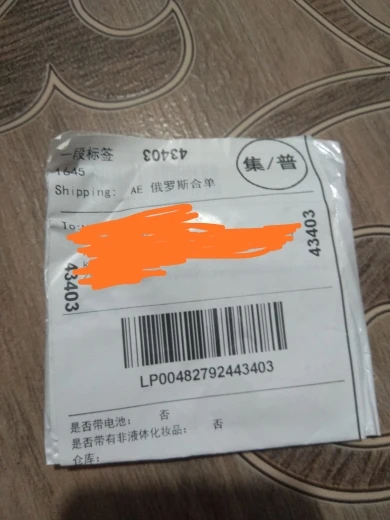 一段标签 43403 集/普
1645
Shipping: AE 俄罗斯合单
43403
43403
LP00482792443403
是否带电池: 否
是否带有非液体化妆品: 否
仓库: